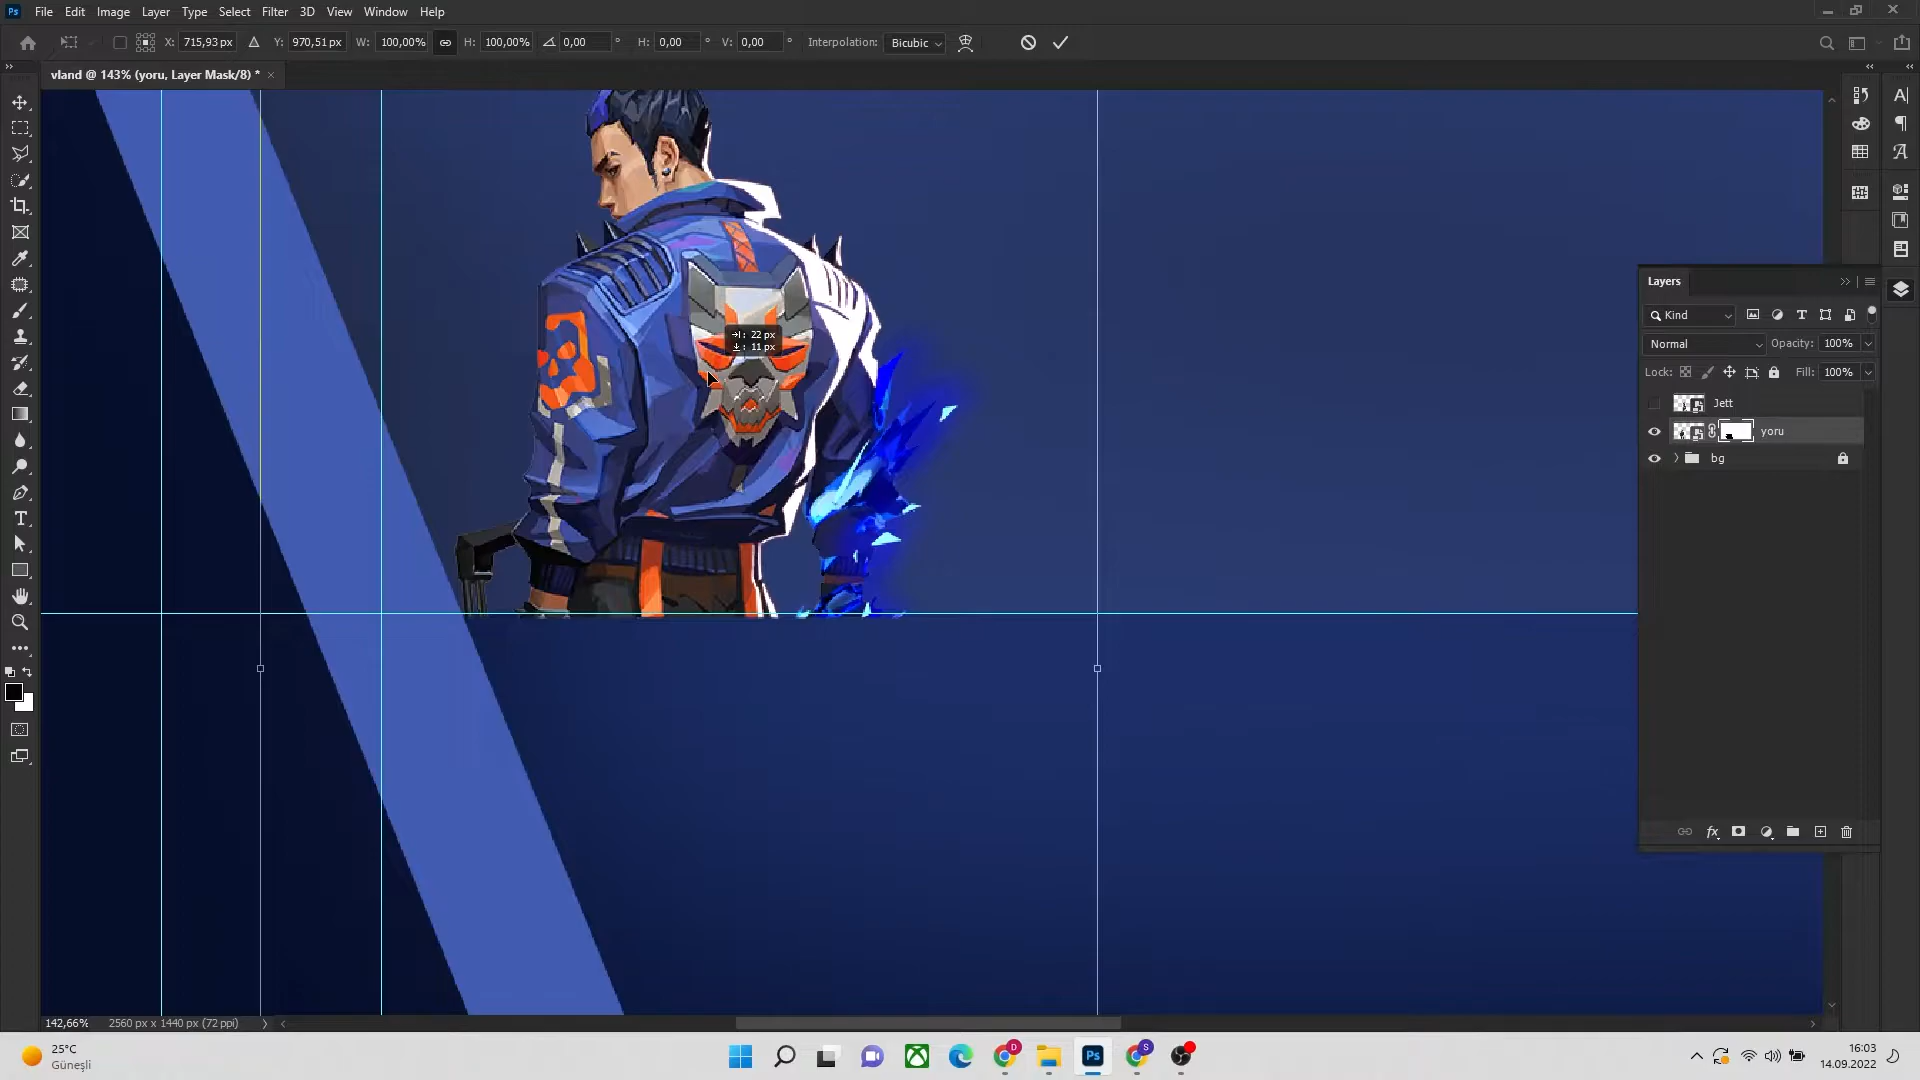 Ps File Edit Image Layer Type Select Filter 3D View Window Help
X: 715,93 px Y: 970,51 px W: 100,00% H: 100,00% 0,00 ° H: 0,00 ° V: 0,00 ° Interpolation: Bicubic
vland @ 143% (yoru, Layer Mask/8) * ×
: 22 px
: 11 px
Layers
Kind
Normal Opacity: 100%
Lock: Fill: 100%
Jett
yoru
bg
fx
142,66% 2560 px x 1440 px (72 ppi)
25°C
Güneşli
D
Ps
S
16:03
14.09.2022